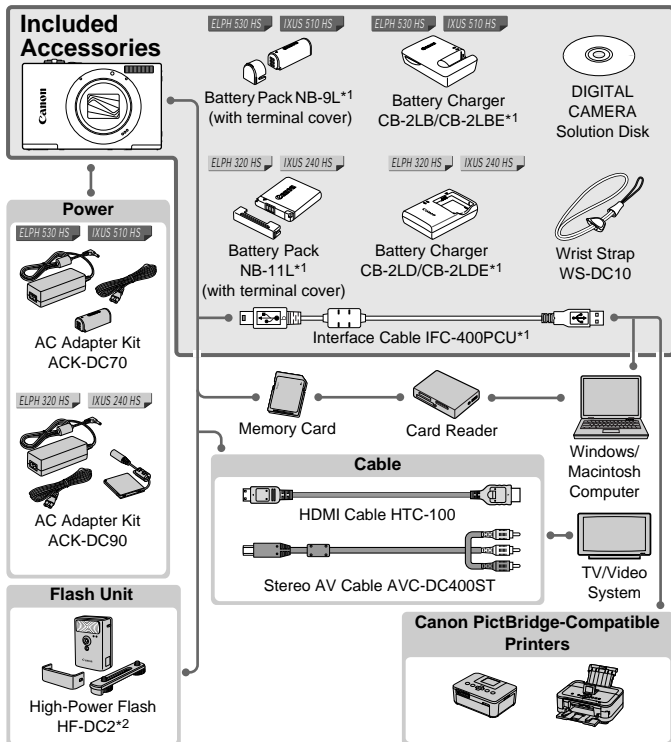 Included
Accessories
Canon
ELPH 530 HS IXUS 510 HS
Battery Pack NB-9L*1
(with terminal cover)
ELPH 530 HS IXUS 510 HS
Battery Charger
CB-2LB/CB-2LBE*1
DIGITAL
CAMERA
Solution Disk
ELPH 320 HS IXUS 240 HS
Canon
Battery Pack
NB-11L*1
(with terminal cover)
ELPH 320 HS IXUS 240 HS
Battery Charger
CB-2LD/CB-2LDE*1
Wrist Strap
WS-DC10
Interface Cable IFC-400PCU*1
Power
ELPH 530 HS IXUS 510 HS
AC Adapter Kit
ACK-DC70
ELPH 320 HS IXUS 240 HS
AC Adapter Kit
ACK-DC90
Memory Card
Card Reader
Windows/
Macintosh
Computer
Cable
HDMI Cable HTC-100
Stereo AV Cable AVC-DC400ST
TV/Video
System
Flash Unit
High-Power Flash
HF-DC2*2
Canon PictBridge-Compatible
Printers